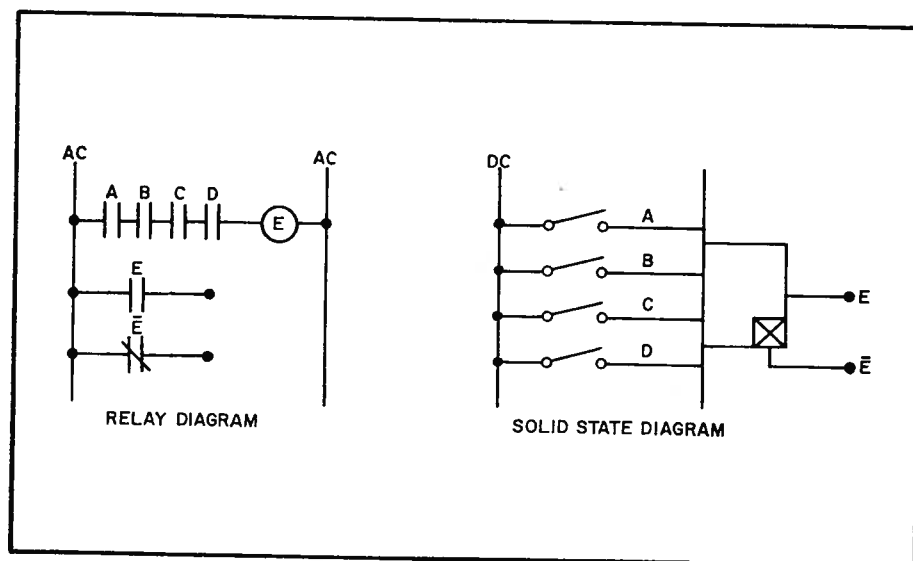 AC
AC
A B C D
E
E
Ē
RELAY DIAGRAM
DC
A
B
C
D
E
Ē
SOLID STATE DIAGRAM